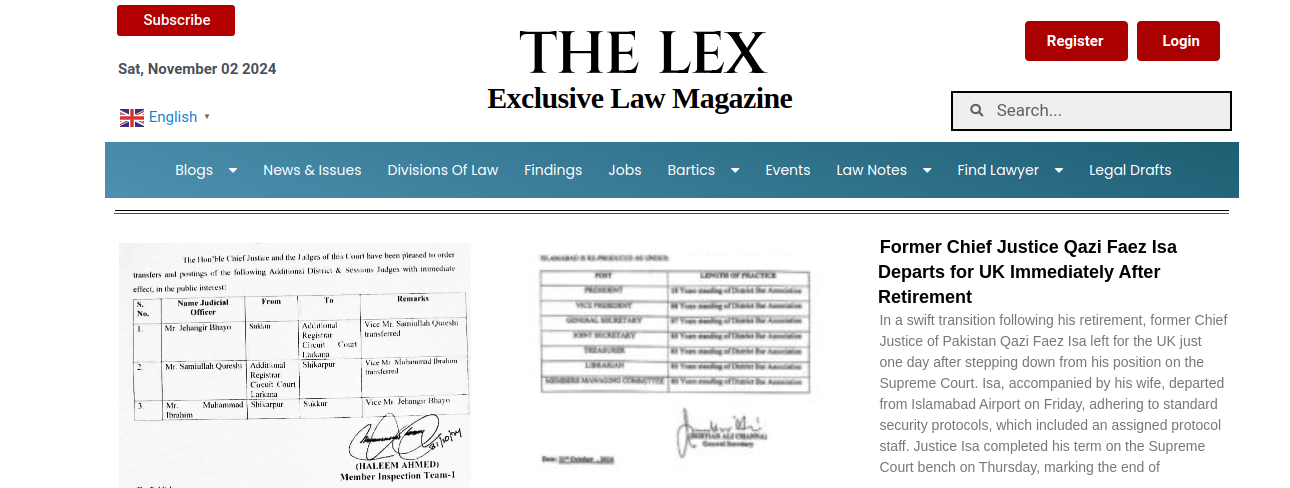 Subscribe
Sat, November 02 2024
English
THE LEX
Exclusive Law Magazine
Register
Login
Search...
Blogs
News & Issues
Divisions Of Law
Findings
Jobs
Bartics
Events
Law Notes
Find Lawyer
Legal Drafts
The Hon'ble Chief Justice and the Judges of this Court have been pleased to order
transfers and postings of the following Additional District & Sessions Judges with immediate
effect, in the public interest:
S. No. Name Judicial Officer From To Remarks
1. Mr. Jehangir Bhayo Sukkur Additional Registrar Circuit Court Larkana Vice Mr. Samiullah Qureshi transferred
2. Mr. Samiullah Qureshi Additional Registrar Circuit Court Larkana Shikarpur Vice Mr. Muhammad Ibrahim transferred
3. Mr. Muhammad Ibrahim Shikarpur Sukkur Vice Mr. Jehangir Bhayo
(HALEEM AHMED)
Member Inspection Team-1
ISLAMABAD IS RE-PRODUCED AS UNDER:
POST LENGTH OF PRACTICE
PRESIDENT Years standing of District Bar Association
VICE PRESIDENT Years standing of District Bar Association
GENERAL SECRETARY Years standing of District Bar Association
JOINT SECRETARY Years standing of District Bar Association
TREASURER Years standing of District Bar Association
LIBRARIAN Years standing of District Bar Association
MEMBERS MANAGING COMMITTEE Years standing of District Bar Association
General Secretary
Former Chief Justice Qazi Faez Isa
Departs for UK Immediately After
Retirement
In a swift transition following his retirement, former Chief
Justice of Pakistan Qazi Faez Isa left for the UK just
one day after stepping down from his position on the
Supreme Court. Isa, accompanied by his wife, departed
from Islamabad Airport on Friday, adhering to standard
security protocols, which included an assigned protocol
staff. Justice Isa completed his term on the Supreme
Court bench on Thursday, marking the end of